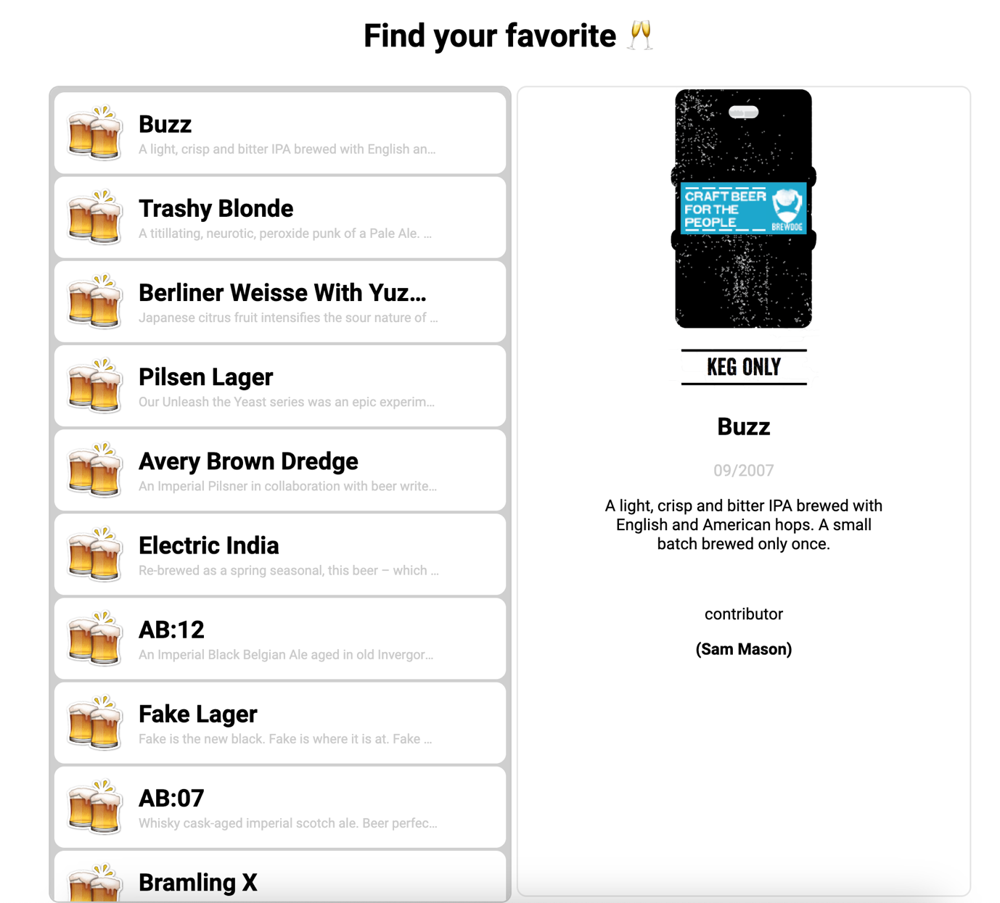 Find your favorite
Buzz
A light, crisp and bitter IPA brewed with English an...
Trashy Blonde
A titillating, neurotic, peroxide punk of a Pale Ale. ...
Berliner Weisse With Yuz...
Japanese citrus fruit intensifies the sour nature of ...
Pilsen Lager
Our Unleash the Yeast series was an epic experim...
Avery Brown Dredge
An Imperial Pilsner in collaboration with beer write...
Electric India
Re-brewed as a spring seasonal, this beer – which ...
AB:12
An Imperial Black Belgian Ale aged in old Invergor...
Fake Lager
Fake is the new black. Fake is where it is at. Fake ...
AB:07
Whisky cask-aged imperial scotch ale. Beer perfec...
Bramling X
CRAFT BEER
FOR THE
PEOPLE
BREWDOG
KEG ONLY
Buzz
09/2007
A light, crisp and bitter IPA brewed with
English and American hops. A small
batch brewed only once.
contributor
(Sam Mason)